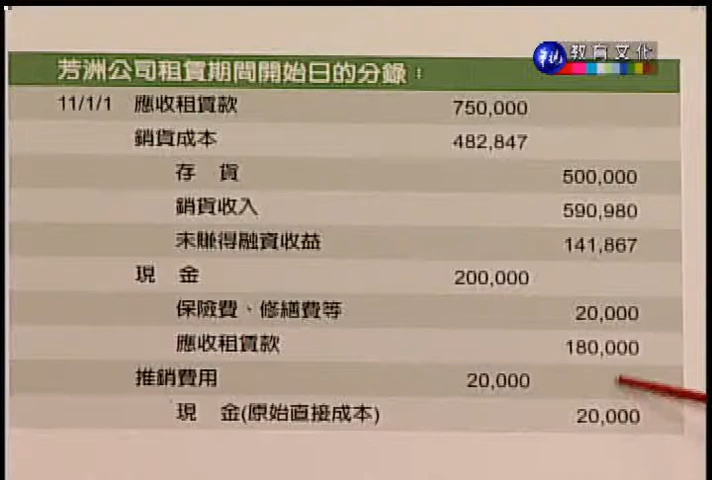 華視 教育文化
芳洲公司租賃期間開始日的分錄：
11/1/1 應收租賃款 750,000
銷貨成本 482,847
存 貨 500,000
銷貨收入 590,980
未賺得融資收益 141,867
現 金 200,000
保險費、修繕費等 20,000
應收租賃款 180,000
推銷費用 20,000
現 金(原始直接成本) 20,000